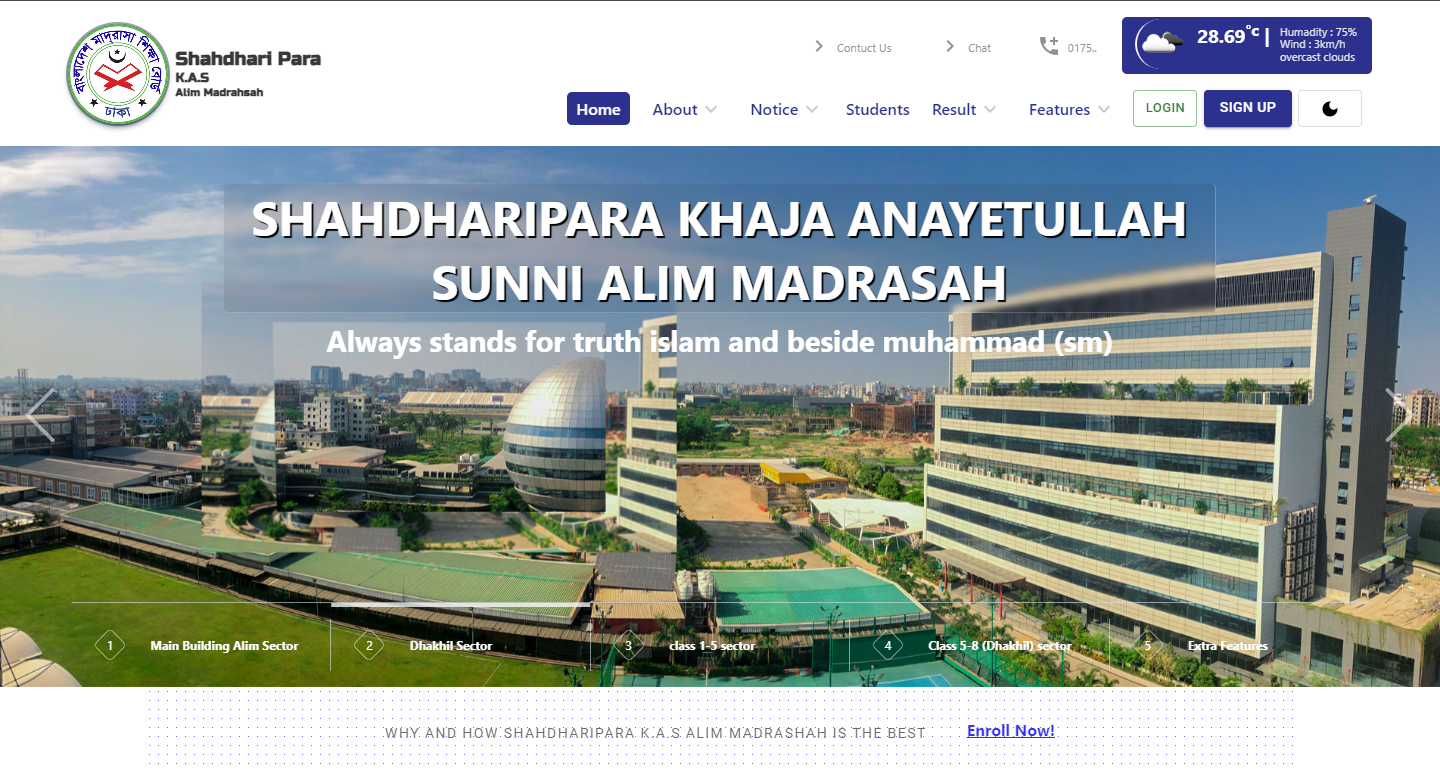 বাংলাদেশ মাদ্রাসা শিক্ষা বোর্ড
ঢাকা
Shahdhari Para
K.A.S
Alim Madrahsah
Contuct Us
Chat
0175..
28.69°c |
Humadity : 75%
Wind : 3km/h
overcast clouds
Home
About
Notice
Students
Result
Features
LOGIN
SIGN UP
SHAHDHARIPARA KHAJA ANAYETULLAH
SUNNI ALIM MADRASAH
Always stands for truth islam and beside muhammad (sm)
1 Main Building Alim Sector
2 Dhakhil Sector
3 class 1-5 sector
4 Class 5-8 (Dhakhil) sector
5 Extra Features
WHY AND HOW SHAHDHARIPARA K.A.S ALIM MADRASHAH IS THE BEST
Enroll Now!